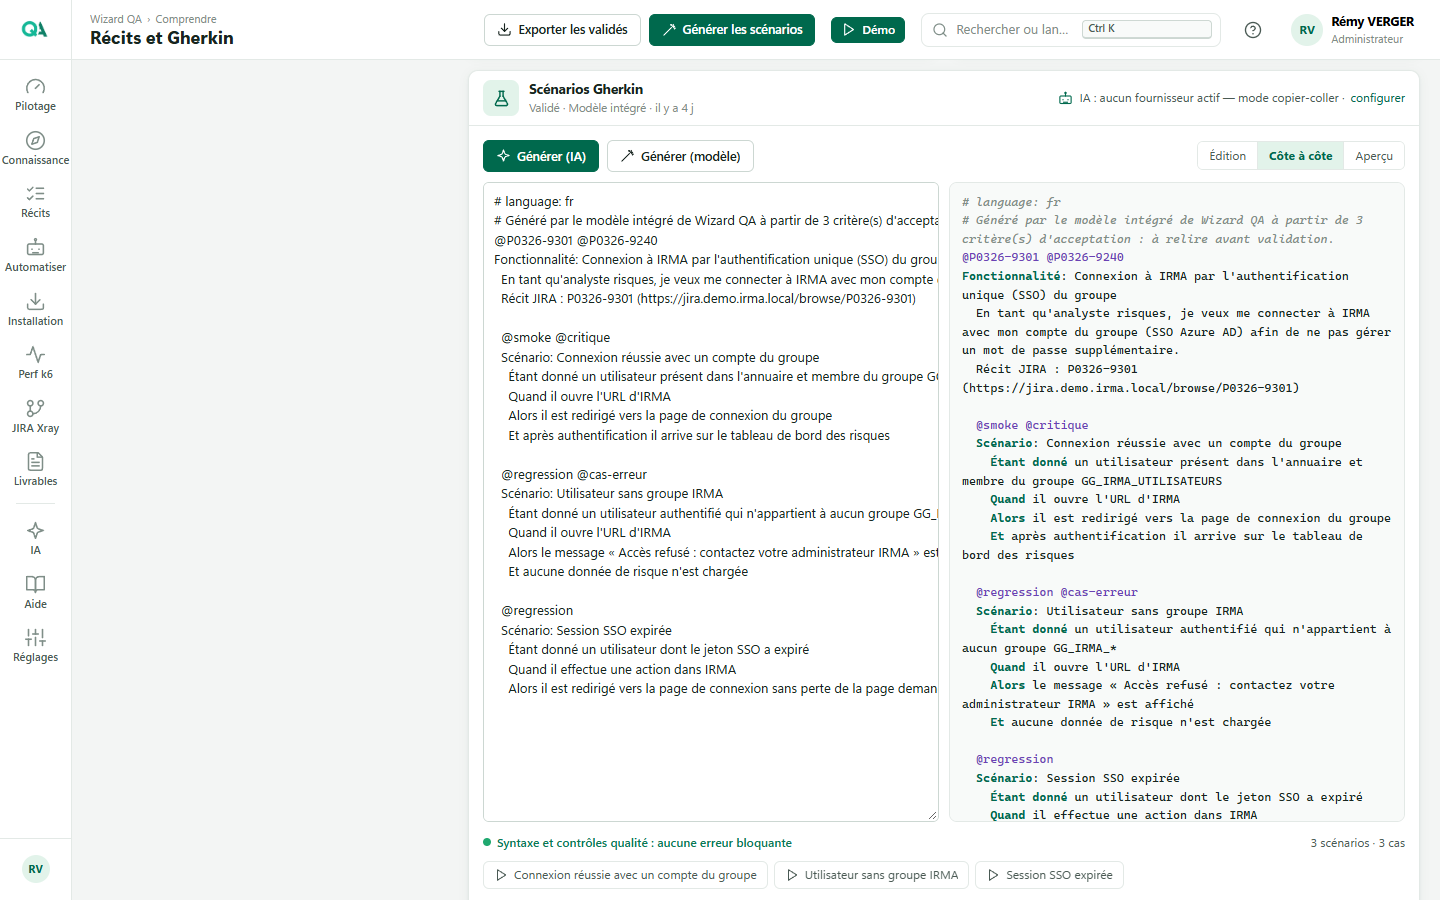 QA
Wizard QA › Comprendre
Récits et Gherkin
Exporter les validés
Générer les scénarios
Démo
Rechercher ou lan...
Ctrl K
RV
Rémy VERGER
Administrateur
Pilotage
Connaissance
Récits
Automatiser
Installation
Perf k6
JIRA Xray
Livrables
IA
Aide
Réglages
RV
Scénarios Gherkin
Validé · Modèle intégré · il y a 4 j
IA : aucun fournisseur actif — mode copier-coller · configurer
Générer (IA)
Générer (modèle)
Édition
Côte à côte
Aperçu
# language: fr
# Généré par le modèle intégré de Wizard QA à partir de 3 critère(s) d'accepta
@P0326-9301 @P0326-9240
Fonctionnalité: Connexion à IRMA par l'authentification unique (SSO) du grou
En tant qu'analyste risques, je veux me connecter à IRMA avec mon compte
Récit JIRA : P0326-9301 (https://jira.demo.irma.local/browse/P0326-9301)
@smoke @critique
Scénario: Connexion réussie avec un compte du groupe
Étant donné un utilisateur présent dans l'annuaire et membre du groupe G
Quand il ouvre l'URL d'IRMA
Alors il est redirigé vers la page de connexion du groupe
Et après authentification il arrive sur le tableau de bord des risques
@regression @cas-erreur
Scénario: Utilisateur sans groupe IRMA
Étant donné un utilisateur authentifié qui n'appartient à aucun groupe GG_
Quand il ouvre l'URL d'IRMA
Alors le message « Accès refusé : contactez votre administrateur IRMA » est
Et aucune donnée de risque n'est chargée
@regression
Scénario: Session SSO expirée
Étant donné un utilisateur dont le jeton SSO a expiré
Quand il effectue une action dans IRMA
Alors il est redirigé vers la page de connexion sans perte de la page deman
# language: fr
# Généré par le modèle intégré de Wizard QA à partir de 3
critère(s) d'acceptation : à relire avant validation.
@P0326-9301 @P0326-9240
Fonctionnalité: Connexion à IRMA par l'authentification
unique (SSO) du groupe
En tant qu'analyste risques, je veux me connecter à IRMA
avec mon compte du groupe (SSO Azure AD) afin de ne pas gérer
un mot de passe supplémentaire.
Récit JIRA : P0326-9301
(https://jira.demo.irma.local/browse/P0326-9301)
@smoke @critique
Scénario: Connexion réussie avec un compte du groupe
Étant donné un utilisateur présent dans l'annuaire et
membre du groupe GG_IRMA_UTILISATEURS
Quand il ouvre l'URL d'IRMA
Alors il est redirigé vers la page de connexion du groupe
Et après authentification il arrive sur le tableau de
bord des risques
@regression @cas-erreur
Scénario: Utilisateur sans groupe IRMA
Étant donné un utilisateur authentifié qui n'appartient à
aucun groupe GG_IRMA_*
Quand il ouvre l'URL d'IRMA
Alors le message « Accès refusé : contactez votre
administrateur IRMA » est affiché
Et aucune donnée de risque n'est chargée
@regression
Scénario: Session SSO expirée
Étant donné un utilisateur dont le jeton SSO a expiré
Quand il effectue une action dans IRMA
Syntaxe et contrôles qualité : aucune erreur bloquante
3 scénarios · 3 cas
Connexion réussie avec un compte du groupe
Utilisateur sans groupe IRMA
Session SSO expirée